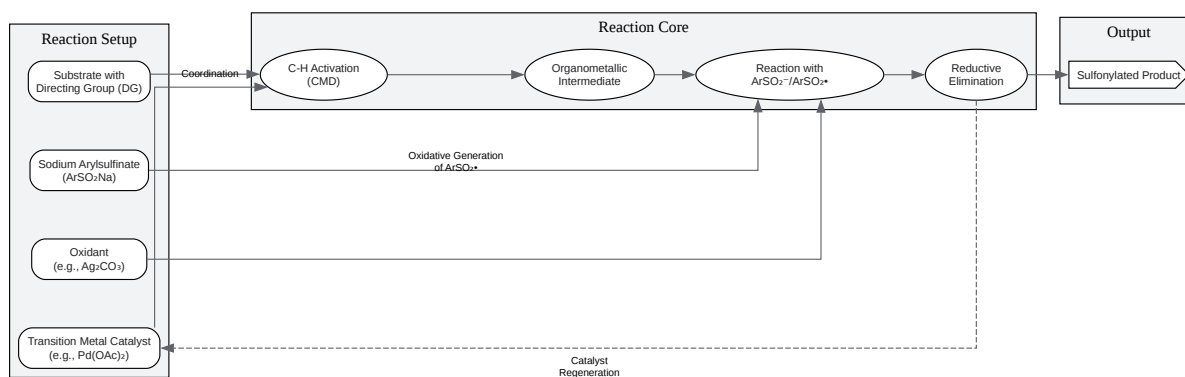 Reaction Setup
Substrate with
Directing Group (DG)
Sodium Arylsulfinate
(ArSO₂Na)
Oxidant
(e.g., Ag₂CO₃)
Transition Metal Catalyst
(e.g., Pd(OAc)₂)
Coordination
Reaction Core
C-H Activation
(CMD)
Organometallic
Intermediate
Reaction with
ArSO₂⁻/ArSO₂•
Reductive
Elimination
Oxidative Generation
of ArSO₂•
Catalyst
Regeneration
Output
Sulfonylated Product